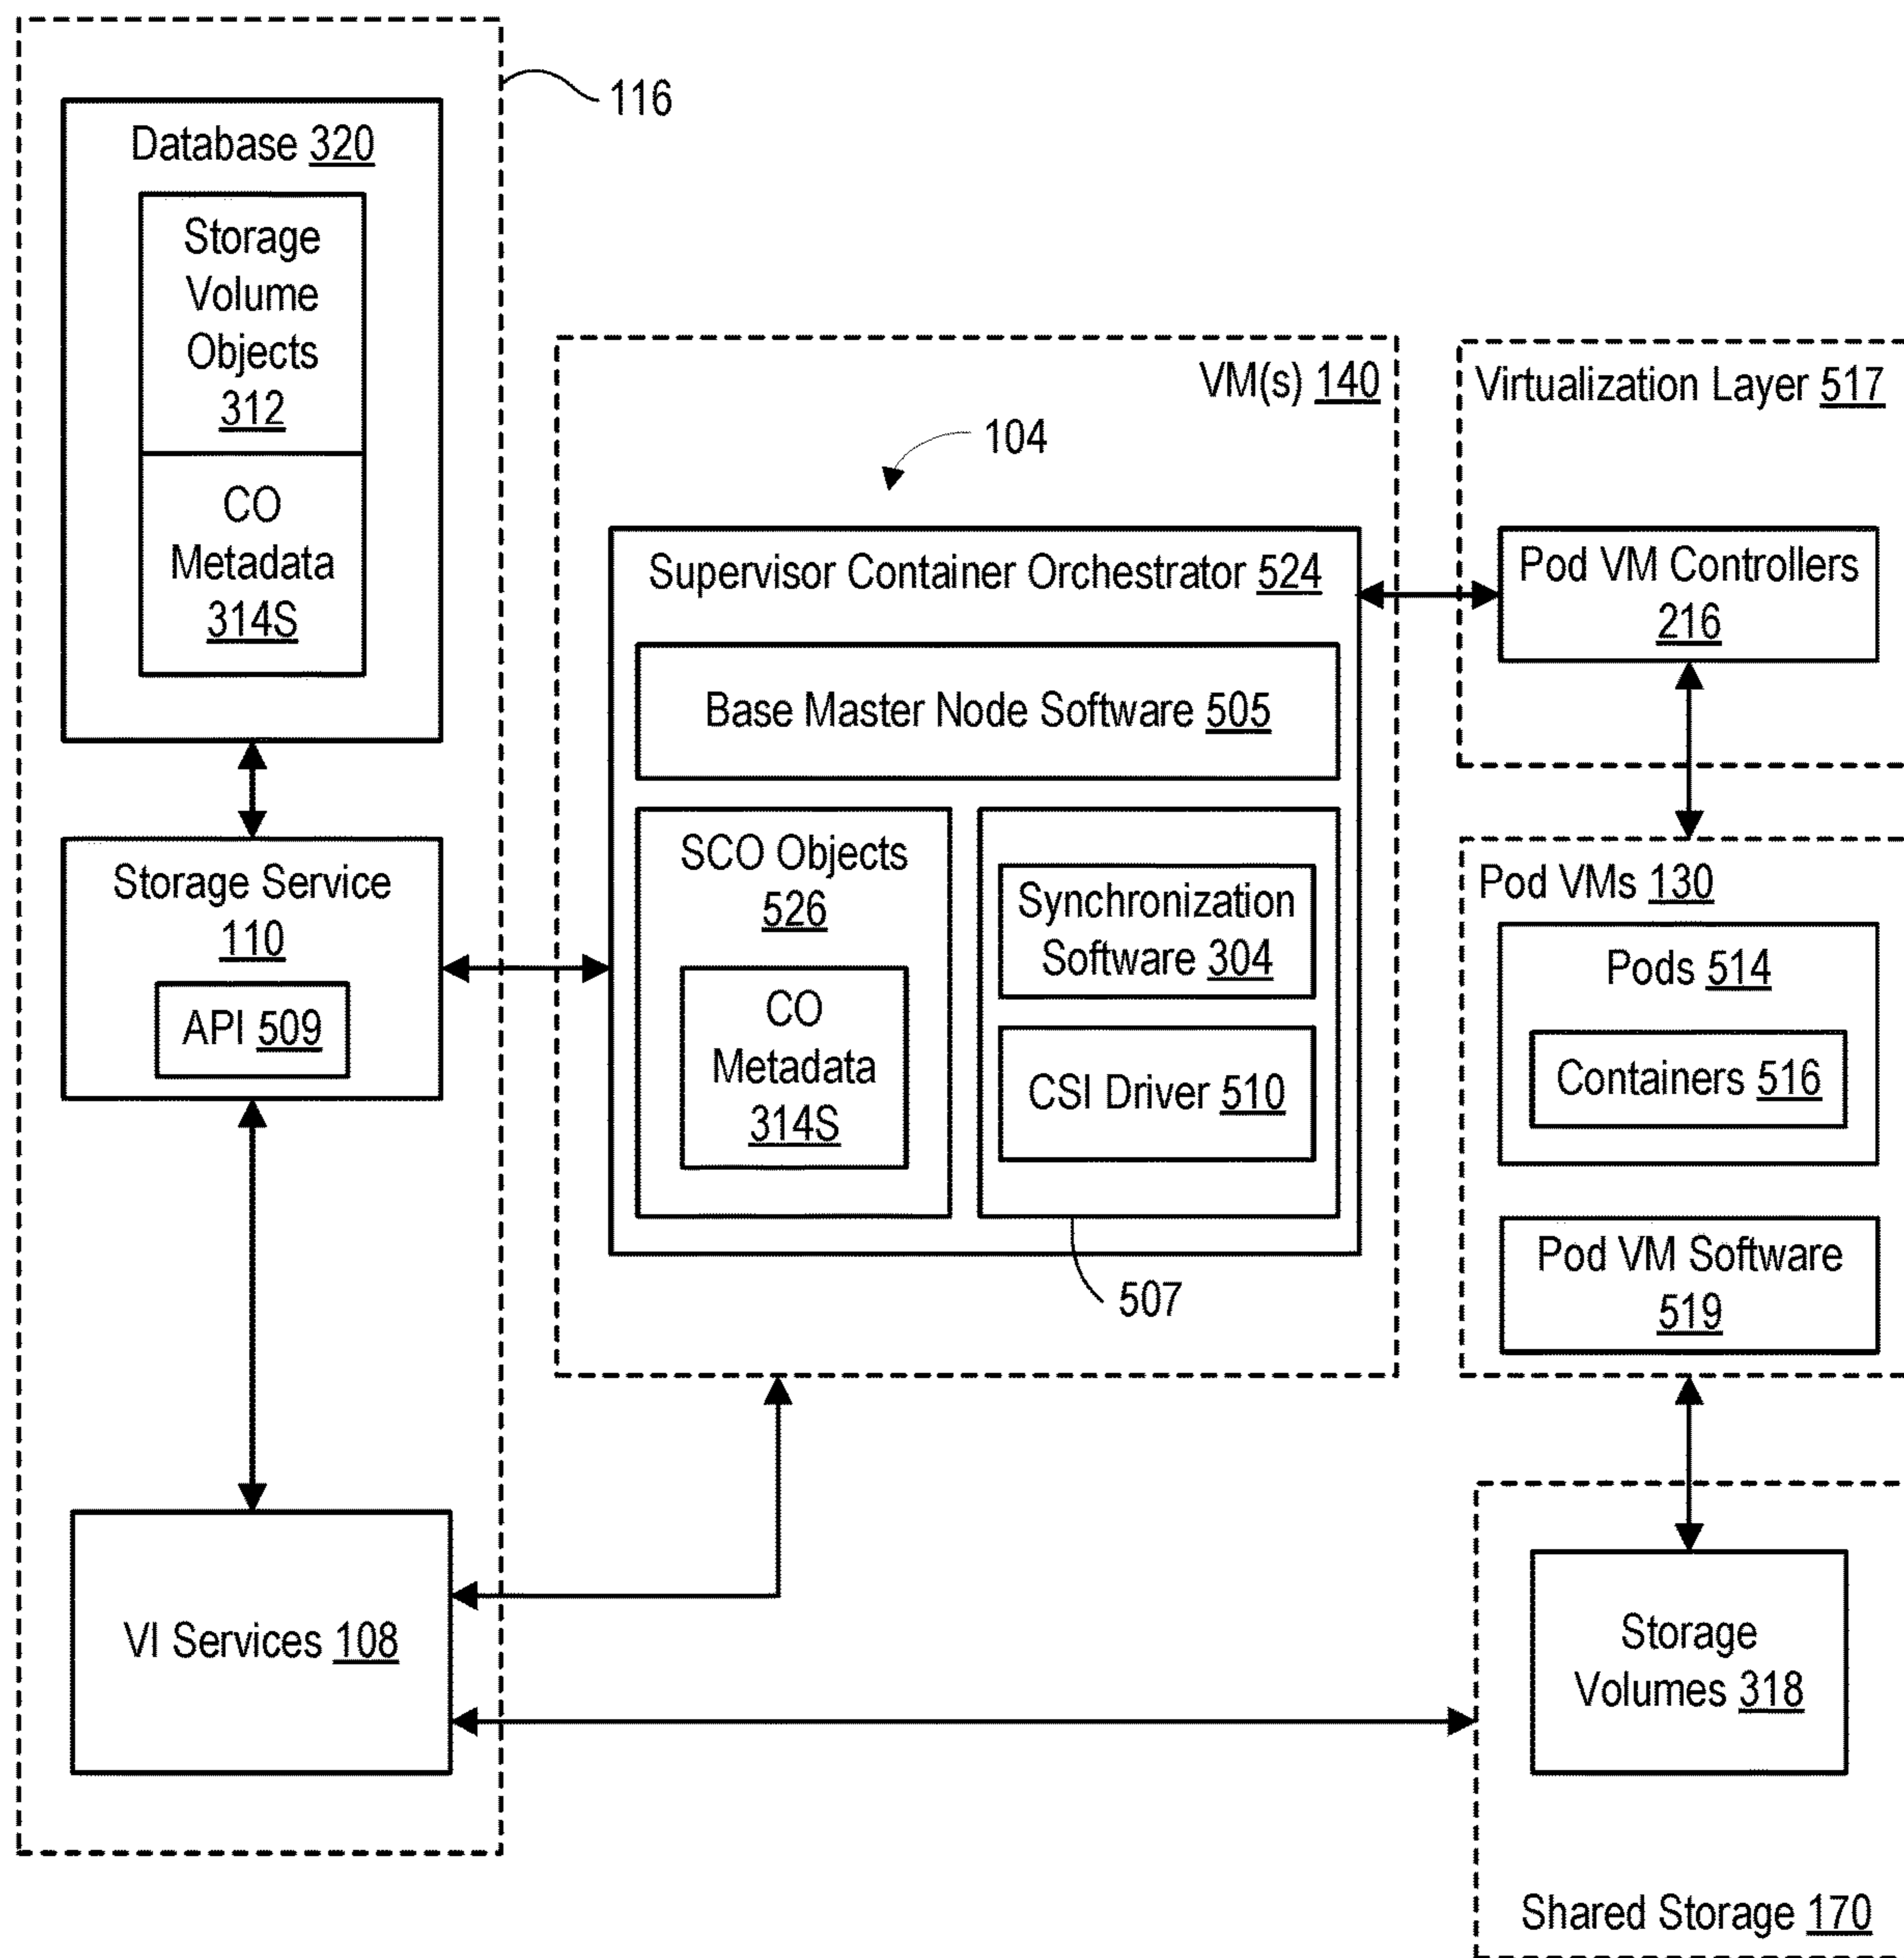 116
Database 320
Storage
Volume
Objects
312
CO
Metadata
314S
Storage Service
110
API 509
VI Services 108
VM(s) 140
104
Supervisor Container Orchestrator 524
Base Master Node Software 505
SCO Objects
526
CO
Metadata
314S
Synchronization
Software 304
CSI Driver 510
507
Virtualization Layer 517
Pod VM Controllers
216
Pod VMs 130
Pods 514
Containers 516
Pod VM Software
519
Storage
Volumes 318
Shared Storage 170